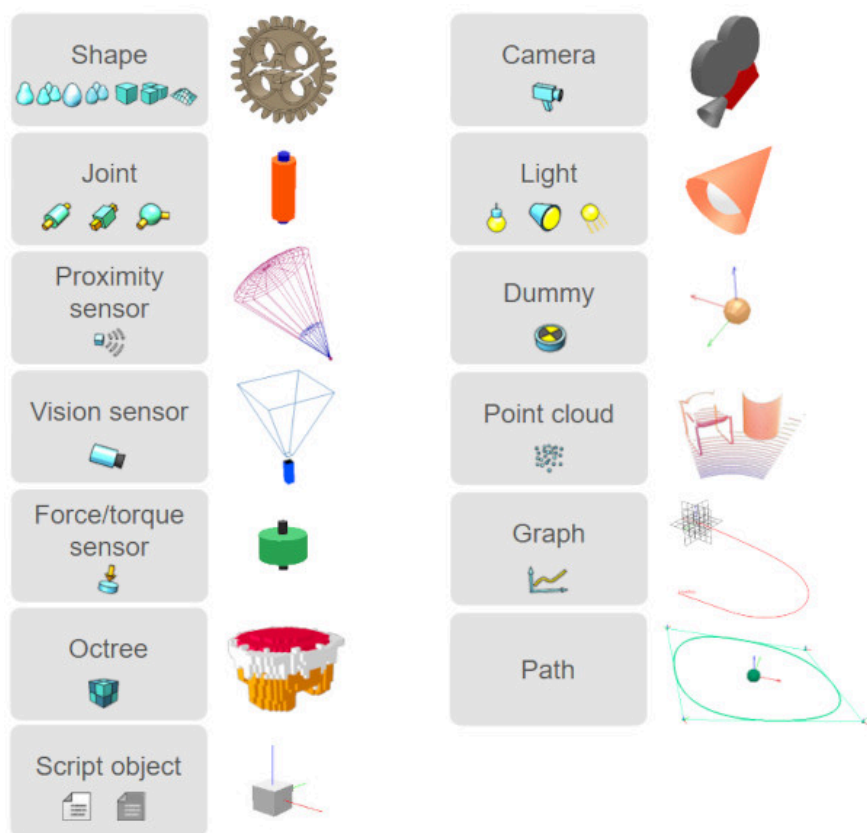 Shape
Joint
Proximity
sensor
Vision sensor
Force/torque
sensor
Octree
Script object
Camera
Light
Dummy
Point cloud
Graph
Path